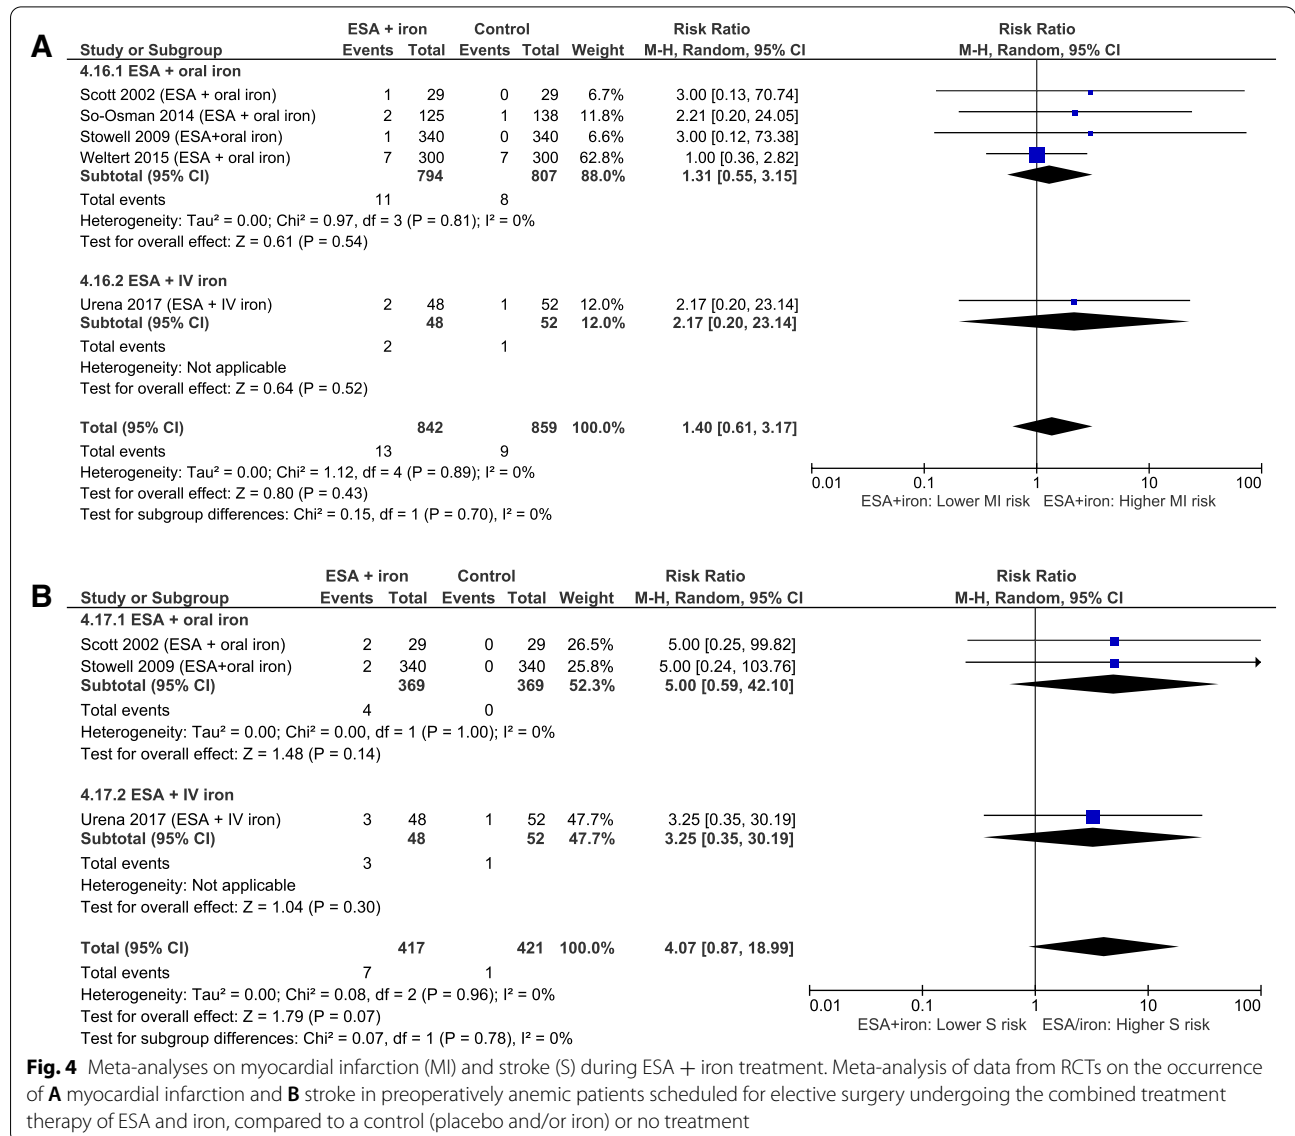 A
ESA + iron Control Risk Ratio Risk Ratio
Study or Subgroup Events Total Events Total Weight M-H, Random, 95% CI M-H, Random, 95% CI
4.16.1 ESA + oral iron
Scott 2002 (ESA + oral iron) 1 29 0 29 6.7% 3.00 [0.13, 70.74]
So-Osman 2014 (ESA + oral iron) 2 125 1 138 11.8% 2.21 [0.20, 24.05]
Stowell 2009 (ESA+oral iron) 1 340 0 340 6.6% 3.00 [0.12, 73.38]
Weltert 2015 (ESA + oral iron) 7 300 7 300 62.8% 1.00 [0.36, 2.82]
Subtotal (95% CI) 794 807 88.0% 1.31 [0.55, 3.15]
Total events 11 8
Heterogeneity: Tau² = 0.00; Chi² = 0.97, df = 3 (P = 0.81); I² = 0%
Test for overall effect: Z = 0.61 (P = 0.54)
4.16.2 ESA + IV iron
Urena 2017 (ESA + IV iron) 2 48 1 52 12.0% 2.17 [0.20, 23.14]
Subtotal (95% CI) 48 52 12.0% 2.17 [0.20, 23.14]
Total events 2 1
Heterogeneity: Not applicable
Test for overall effect: Z = 0.64 (P = 0.52)
Total (95% CI) 842 859 100.0% 1.40 [0.61, 3.17]
Total events 13 9
Heterogeneity: Tau² = 0.00; Chi² = 1.12, df = 4 (P = 0.89); I² = 0%
Test for overall effect: Z = 0.80 (P = 0.43)
Test for subgroup differences: Chi² = 0.15, df = 1 (P = 0.70), I² = 0%
0.01 0.1 1 10 100
ESA+iron: Lower MI risk ESA+iron: Higher MI risk
B
ESA + iron Control Risk Ratio Risk Ratio
Study or Subgroup Events Total Events Total Weight M-H, Random, 95% CI M-H, Random, 95% CI
4.17.1 ESA + oral iron
Scott 2002 (ESA + oral iron) 2 29 0 29 26.5% 5.00 [0.25, 99.82]
Stowell 2009 (ESA+oral iron) 2 340 0 340 25.8% 5.00 [0.24, 103.76]
Subtotal (95% CI) 369 369 52.3% 5.00 [0.59, 42.10]
Total events 4 0
Heterogeneity: Tau² = 0.00; Chi² = 0.00, df = 1 (P = 1.00); I² = 0%
Test for overall effect: Z = 1.48 (P = 0.14)
4.17.2 ESA + IV iron
Urena 2017 (ESA + IV iron) 3 48 1 52 47.7% 3.25 [0.35, 30.19]
Subtotal (95% CI) 48 52 47.7% 3.25 [0.35, 30.19]
Total events 3 1
Heterogeneity: Not applicable
Test for overall effect: Z = 1.04 (P = 0.30)
Total (95% CI) 417 421 100.0% 4.07 [0.87, 18.99]
Total events 7 1
Heterogeneity: Tau² = 0.00; Chi² = 0.08, df = 2 (P = 0.96); I² = 0%
Test for overall effect: Z = 1.79 (P = 0.07)
Test for subgroup differences: Chi² = 0.07, df = 1 (P = 0.78), I² = 0%
0.01 0.1 1 10 100
ESA+iron: Lower S risk ESA/iron: Higher S risk
Fig. 4 Meta-analyses on myocardial infarction (MI) and stroke (S) during ESA + iron treatment. Meta-analysis of data from RCTs on the occurrence
of A myocardial infarction and B stroke in preoperatively anemic patients scheduled for elective surgery undergoing the combined treatment
therapy of ESA and iron, compared to a control (placebo and/or iron) or no treatment